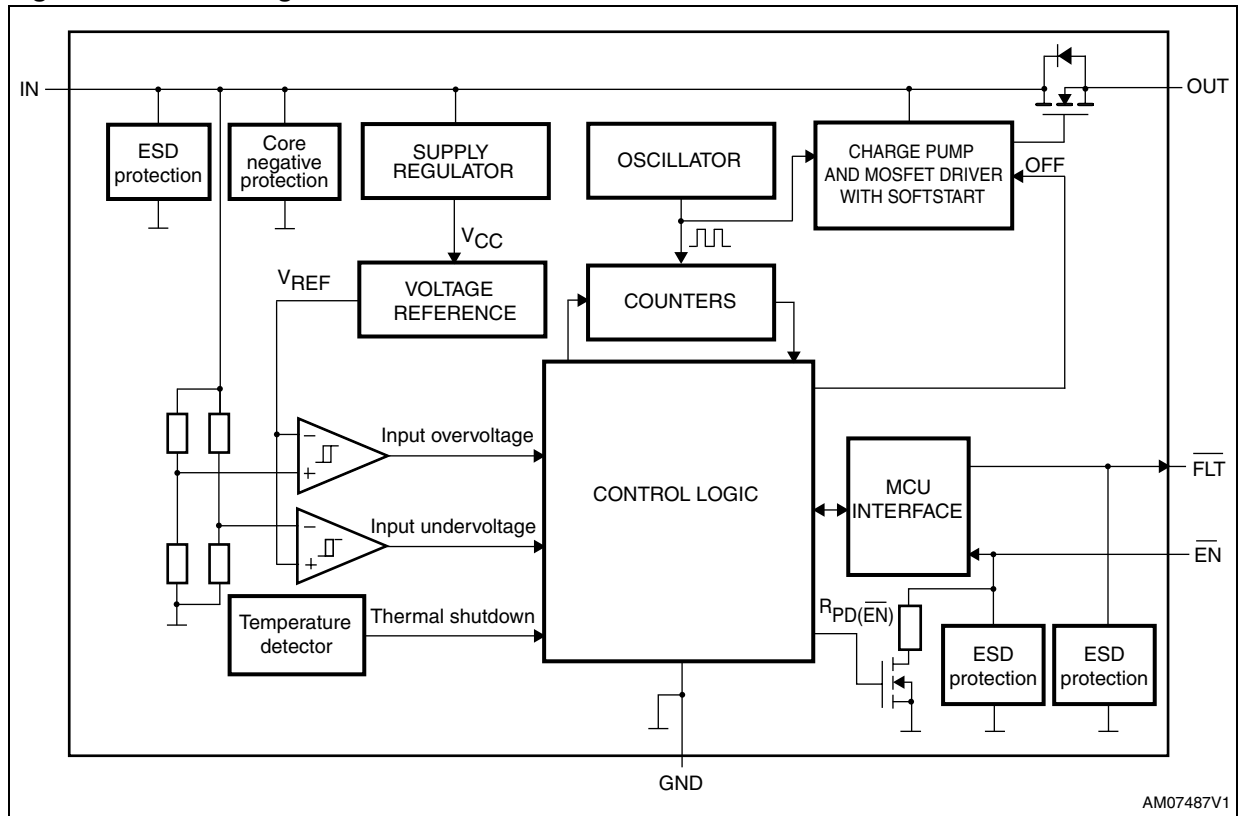 IN
OUT
ESD
protection
Core
negative
protection
SUPPLY
REGULATOR
OSCILLATOR
CHARGE PUMP
AND MOSFET DRIVER
WITH SOFTSTART
OFF
VCC
VREF
VOLTAGE
REFERENCE
COUNTERS
Input overvoltage
Input undervoltage
Thermal shutdown
Temperature
detector
CONTROL LOGIC
MCU
INTERFACE
FLT
EN
RPD(EN)
ESD
protection
ESD
protection
GND
AM07487V1